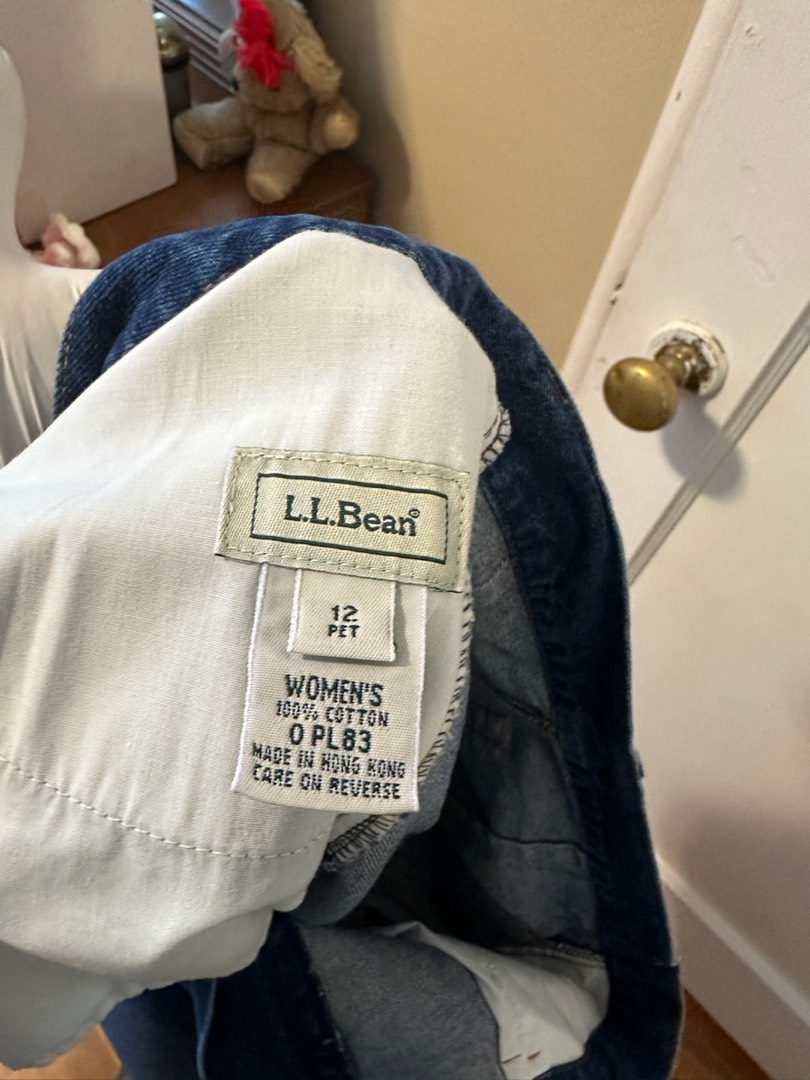 L.L.Bean®
12
PET
WOMEN'S
100% COTTON
0 PL83
MADE IN HONG KONG
CARE ON REVERSE